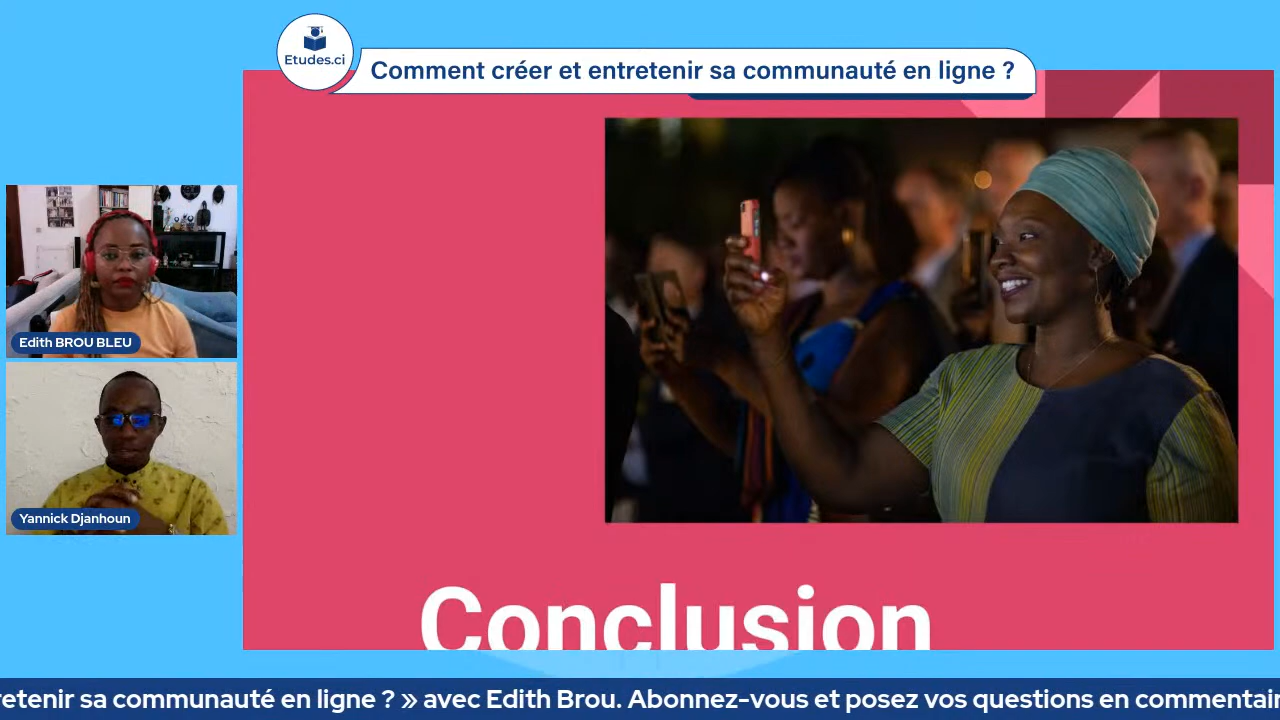 Etudes.ci
Comment créer et entretenir sa communauté en ligne ?
Edith BROU BLEU
Yannick Djanhoun
Conclusion
retenir sa communauté en ligne ? » avec Edith Brou. Abonnez-vous et posez vos questions en commentair